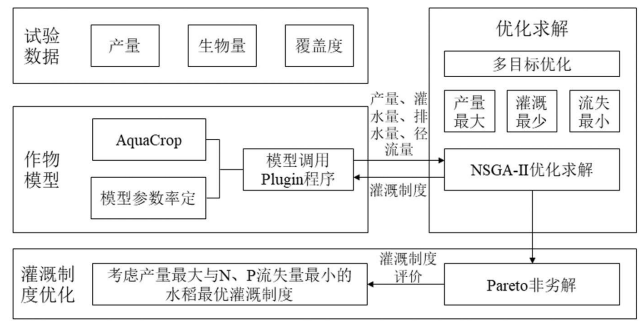 试验
数据
产量
生物量
覆盖度
优化求解
多目标优化
产量
最大
灌溉
最少
流失
最小
NSGA-II优化求解
作物
模型
AquaCrop
模型参数率定
模型调用
Plugin程序
产量、灌
水量、排
水量、径
流量
灌溉制度
灌溉制
度优化
考虑产量最大与N、P流失量最小的
水稻最优灌溉制度
灌溉制度
评价
Pareto非劣解